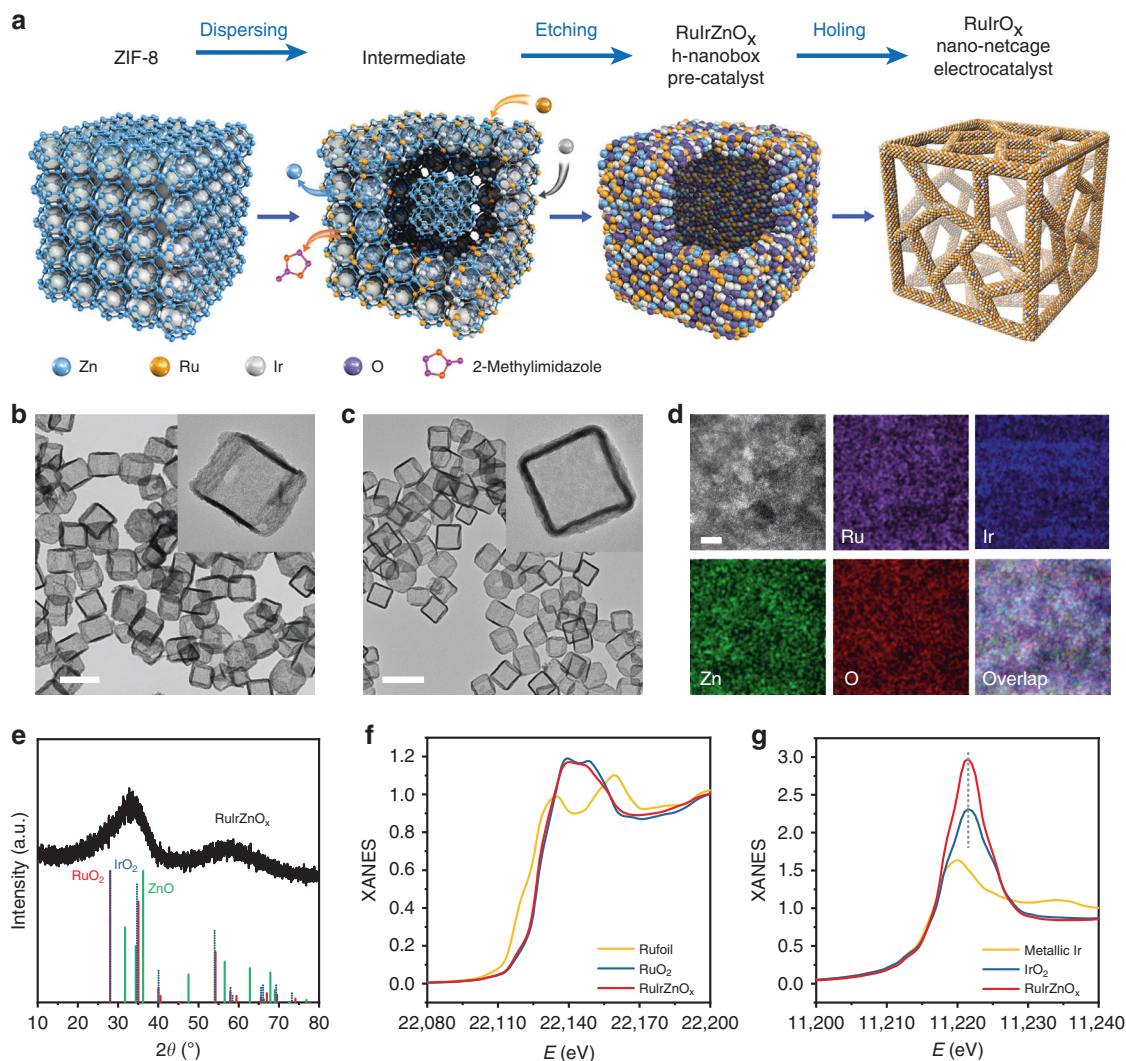 a
Dispersing
Etching
Holing
ZIF-8
Intermediate
RuIrZnOx
h-nanobox
pre-catalyst
RuIrOx
nano-netcage
electrocatalyst
Zn
Ru
Ir
O
2-Methylimidazole
b
c
d
Ru
Ir
Zn
O
Overlap
e
Intensity (a.u.)
RuIrZnOx
RuO2
IrO2
ZnO
10 20 30 40 50 60 70 80
2θ (°)
f
XANES
1.2
1.0
0.8
0.6
0.4
0.2
0.0
Rufoil
RuO2
RuIrZnOx
22,080 22,110 22,140 22,170 22,200
E (eV)
g
XANES
3.0
2.5
2.0
1.5
1.0
0.5
0.0
Metallic Ir
IrO2
RuIrZnOx
11,200 11,210 11,220 11,230 11,240
E (eV)